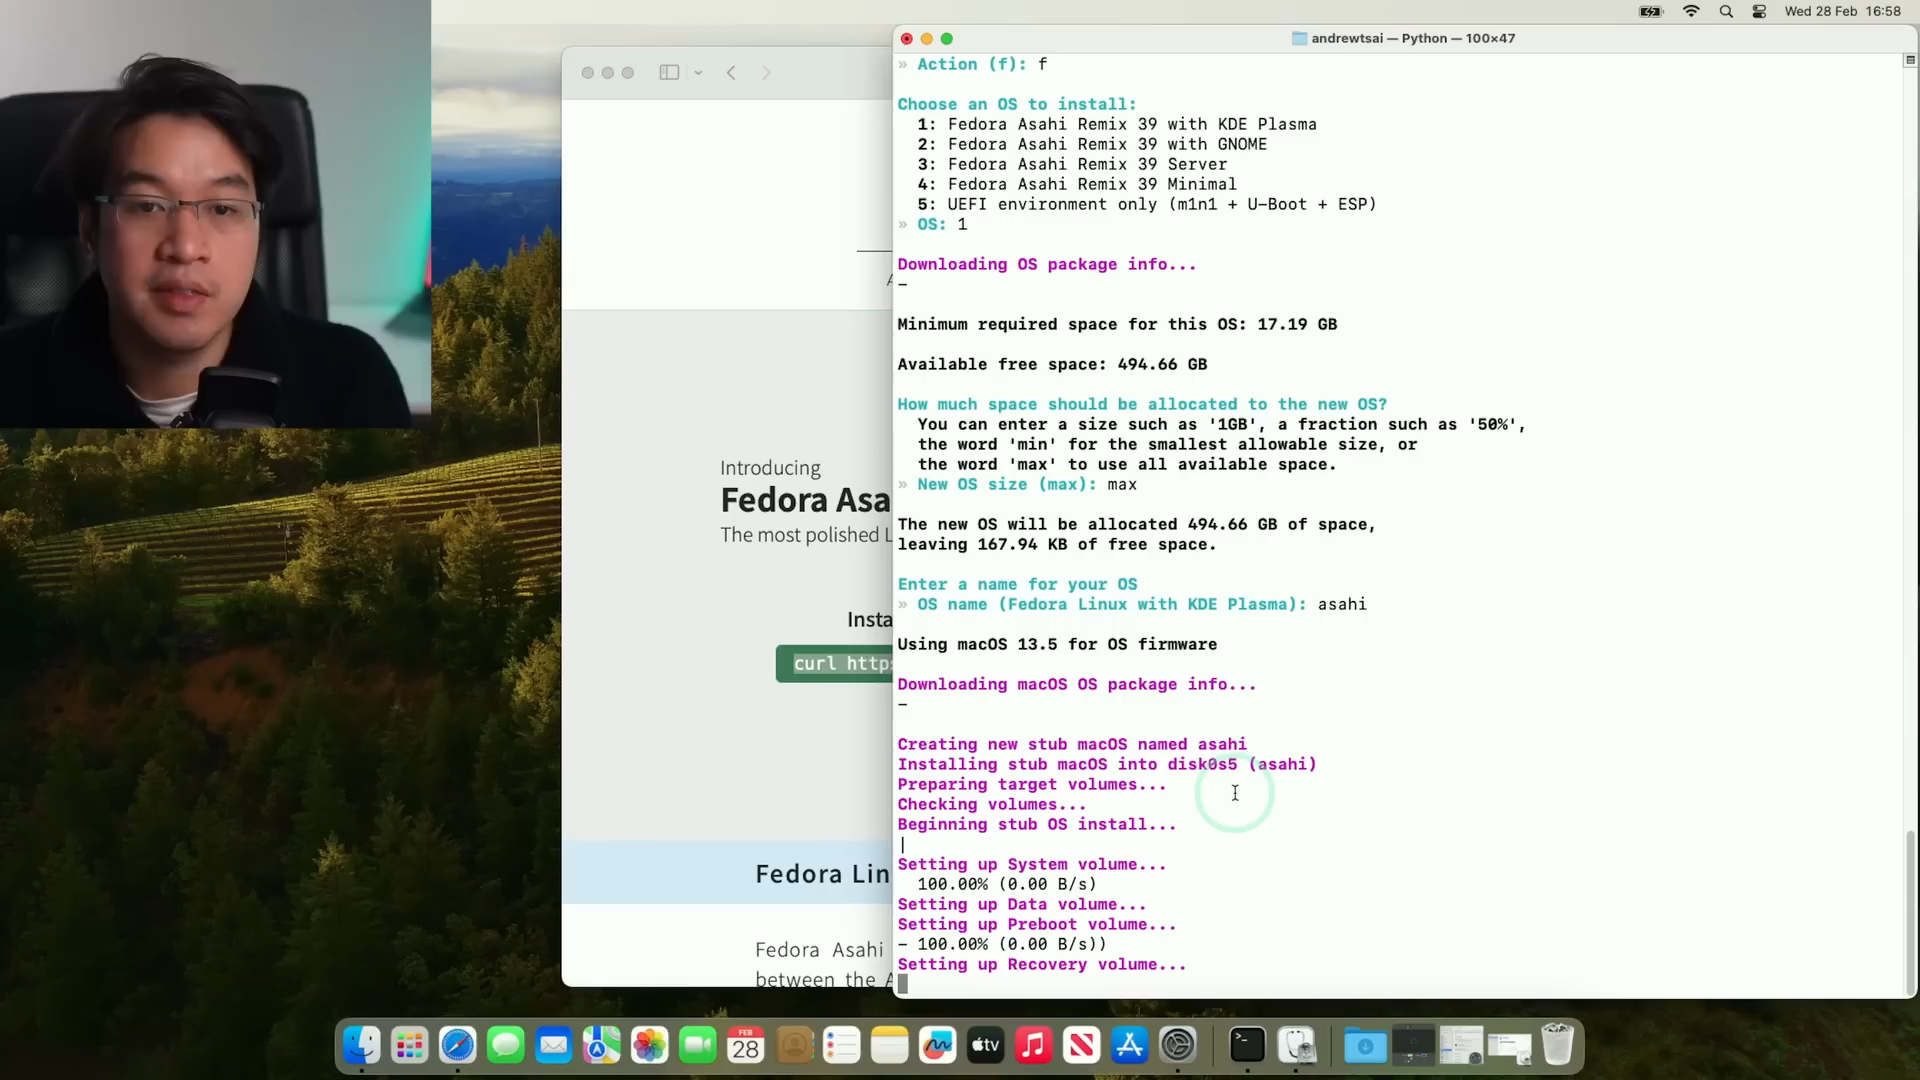 Wed 28 Feb 16:58
andrewtsai — Python — 100×47
» Action (f): f
Choose an OS to install:
1: Fedora Asahi Remix 39 with KDE Plasma
2: Fedora Asahi Remix 39 with GNOME
3: Fedora Asahi Remix 39 Server
4: Fedora Asahi Remix 39 Minimal
5: UEFI environment only (m1n1 + U-Boot + ESP)
» OS: 1
Downloading OS package info...
–
Minimum required space for this OS: 17.19 GB
Available free space: 494.66 GB
How much space should be allocated to the new OS?
You can enter a size such as '1GB', a fraction such as '50%',
the word 'min' for the smallest allowable size, or
the word 'max' to use all available space.
» New OS size (max): max
The new OS will be allocated 494.66 GB of space,
leaving 167.94 KB of free space.
Enter a name for your OS
» OS name (Fedora Linux with KDE Plasma): asahi
Using macOS 13.5 for OS firmware
Downloading macOS OS package info...
–
Creating new stub macOS named asahi
Installing stub macOS into disk0s5 (asahi)
Preparing target volumes...
Checking volumes...
Beginning stub OS install...
|
Setting up System volume...
100.00% (0.00 B/s)
Setting up Data volume...
Setting up Preboot volume...
– 100.00% (0.00 B/s))
Setting up Recovery volume...
Introducing
Fedora Asa
The most polished L
Insta
curl https
Fedora Lin
Fedora Asahi
between the A
FEB
28
tv